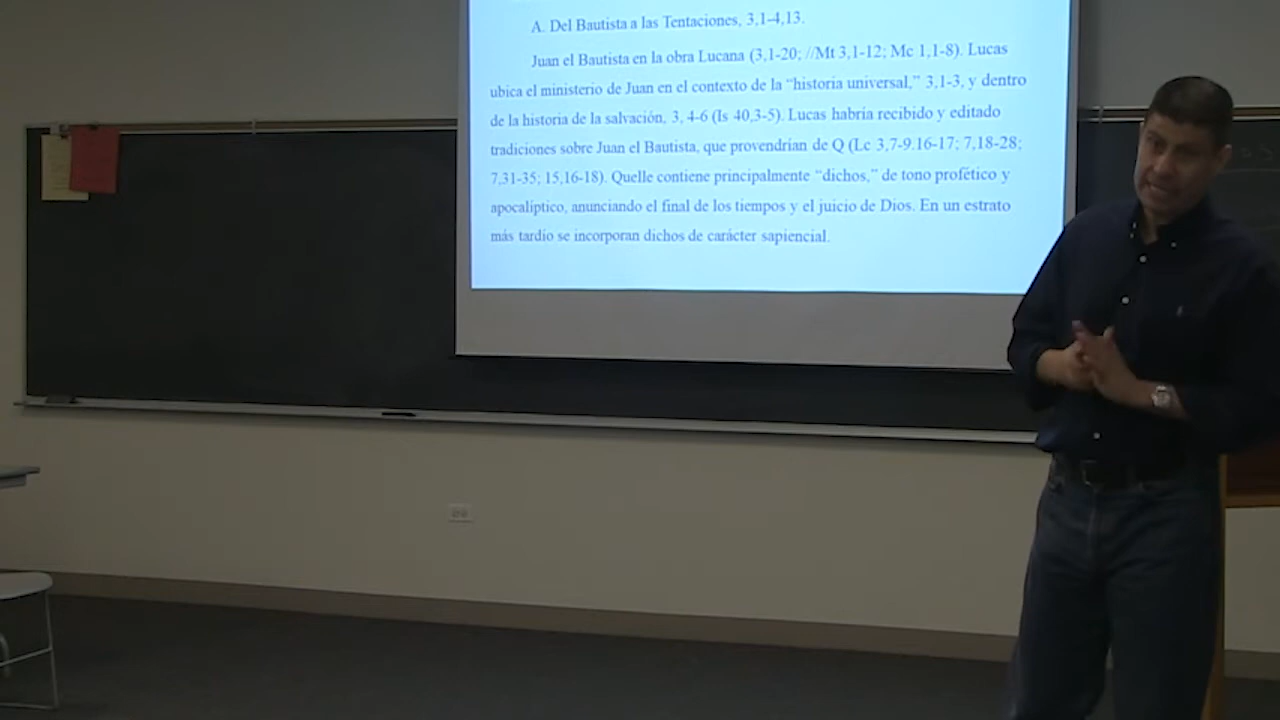 A. Del Bautista a las Tentaciones, 3,1-4,13.
Juan el Bautista en la obra Lucana (3,1-20; //Mt 3,1-12; Mc 1,1-8). Lucas
ubica el ministerio de Juan en el contexto de la “historia universal,” 3,1-3, y dentro
de la historia de la salvación, 3, 4-6 (Is 40,3-5). Lucas habría recibido y editado
tradiciones sobre Juan el Bautista, que provendrían de Q (Lc 3,7-9.16-17; 7,18-28;
7,31-35; 15,16-18). Quelle contiene principalmente “dichos,” de tono profético y
apocalíptico, anunciando el final de los tiempos y el juicio de Dios. En un estrato
más tardío se incorporan dichos de carácter sapiencial.